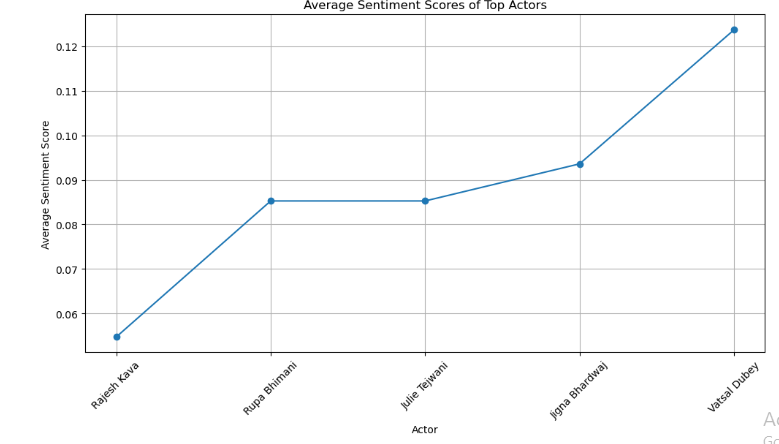 Average Sentiment Scores of Top Actors
0.12
0.11
0.10
0.09
0.08
0.07
0.06
Average Sentiment Score
Rajesh Kava
Rupa Bhimani
Julie Tejwani
Jigna Bhardwaj
Vatsal Dubey
Actor